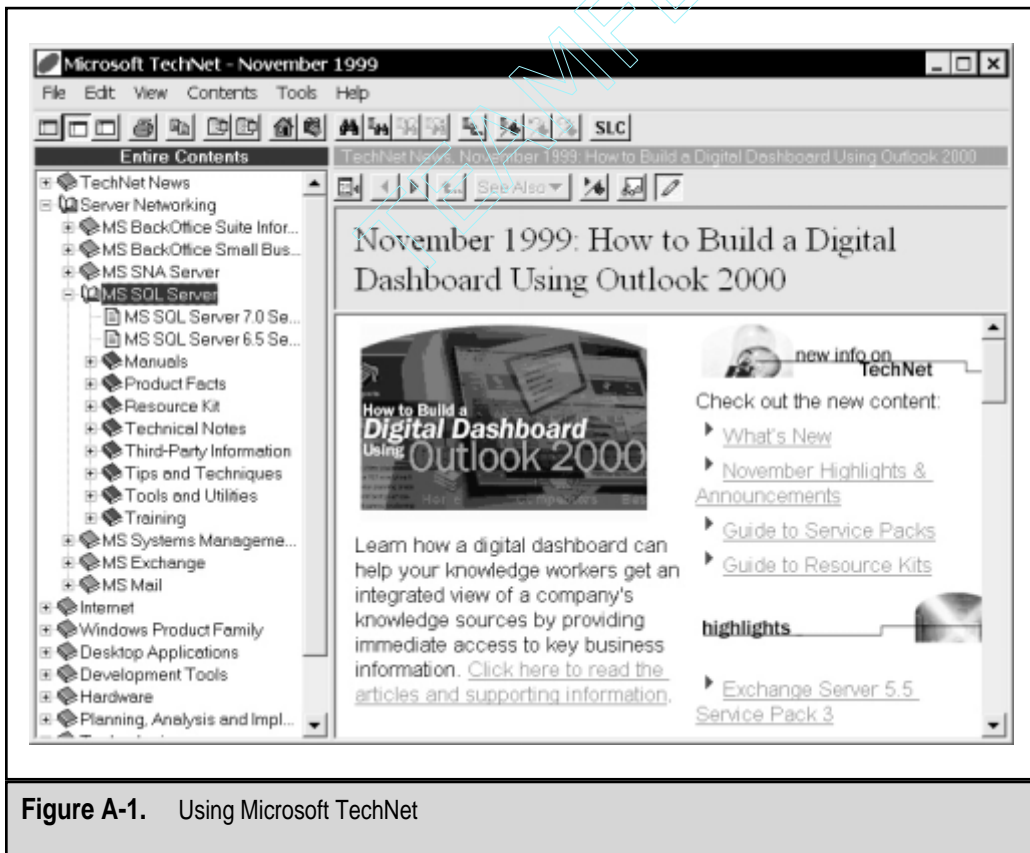 Microsoft TechNet - November 1999
File Edit View Contents Tools Help
SLC
Entire Contents
TechNet News, November 1999: How to Build a Digital Dashboard Using Outlook 2000
TechNet News
Server Networking
MS BackOffice Suite Infor...
MS BackOffice Small Bus...
MS SNA Server
MS SQL Server
MS SQL Server 7.0 Se...
MS SQL Server 6.5 Se...
Manuals
Product Facts
Resource Kit
Technical Notes
Third-Party Information
Tips and Techniques
Tools and Utilities
Training
MS Systems Manageme...
MS Exchange
MS Mail
Internet
Windows Product Family
Desktop Applications
Development Tools
Hardware
Planning, Analysis and Impl...
See Also
November 1999: How to Build a Digital
Dashboard Using Outlook 2000
How to Build a
Digital Dashboard
Using Outlook 2000
Home Competitors
Learn how a digital dashboard can
help your knowledge workers get an
integrated view of a company's
knowledge sources by providing
immediate access to key business
information. Click here to read the
articles and supporting information.
new info on
TechNet
Check out the new content:
What's New
November Highlights &
Announcements
Guide to Service Packs
Guide to Resource Kits
highlights
Exchange Server 5.5
Service Pack 3
Figure A-1. Using Microsoft TechNet